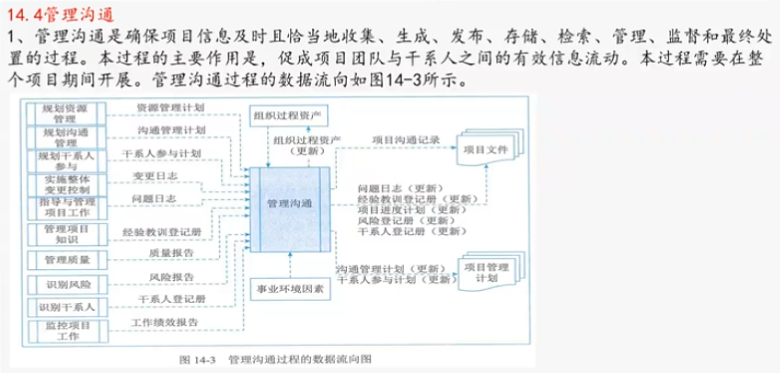 14.4管理沟通
1、管理沟通是确保项目信息及时且恰当地收集、生成、发布、存储、检索、管理、监督和最终处
置的过程。本过程的主要作用是，促成项目团队与干系人之间的有效信息流动。本过程需要在整
个项目期间开展。管理沟通过程的数据流向如图14-3所示。
规划资源
管理
资源管理计划
规划沟通
管理
沟通管理计划
规划干系人
参与
干系人参与计划
实施整体
变更控制
变更日志
指导与管理
项目工作
问题日志
管理项目
知识
经验教训登记册
管理质量
质量报告
识别风险
风险报告
识别干系人
干系人登记册
监控项目
工作
工作绩效报告
组织过程资产
组织过程资产
（更新）
管理沟通
事业环境因素
项目沟通记录
项目文件
问题日志（更新）
经验教训登记册（更新）
项目进度计划（更新）
风险登记册（更新）
干系人登记册（更新）
沟通管理计划（更新）
干系人参与计划（更新）
项目管理
计划
图 14-3 管理沟通过程的数据流向图